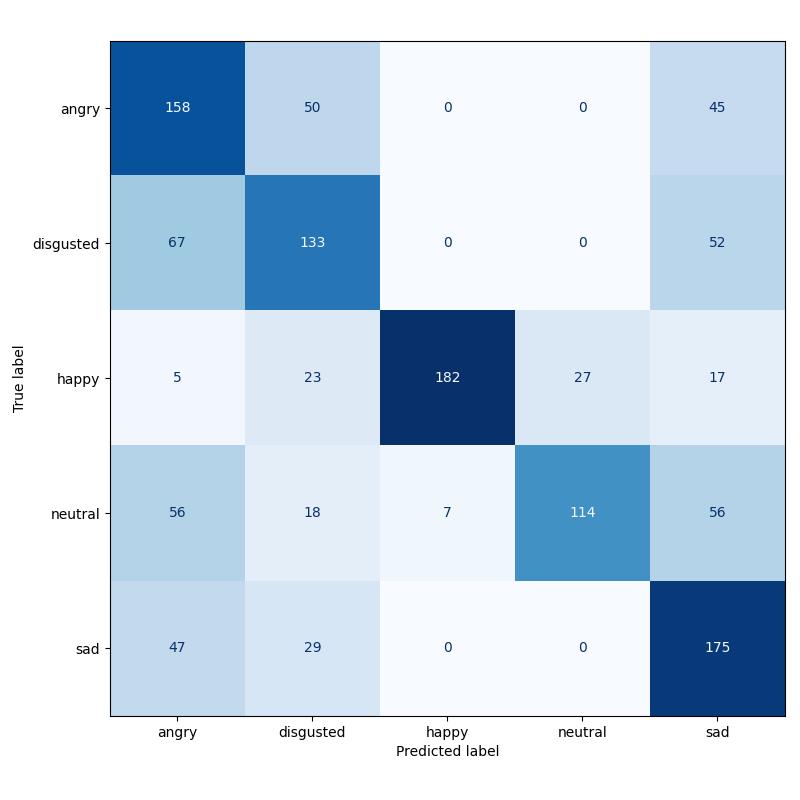 angry 158 50 0 0 45
disgusted 67 133 0 0 52
True label
happy 5 23 182 27 17
neutral 56 18 7 114 56
sad 47 29 0 0 175
angry disgusted happy neutral sad
Predicted label